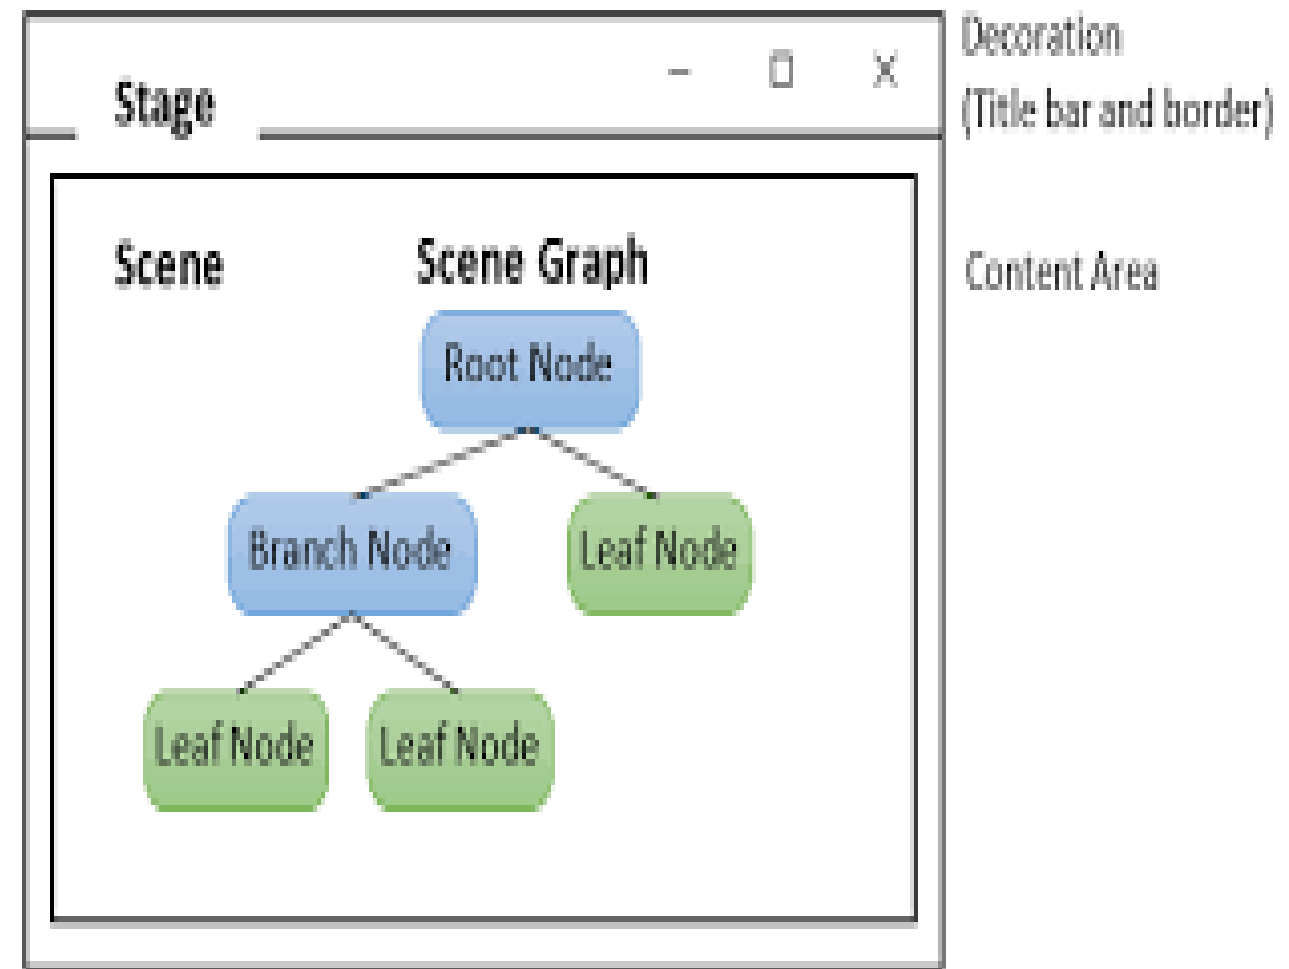 Decoration
Stage
(Title bar and border)
Scene
Scene Graph
Content Area
Root Node
Branch Node
Leaf Node
Leaf Node
Leaf Node